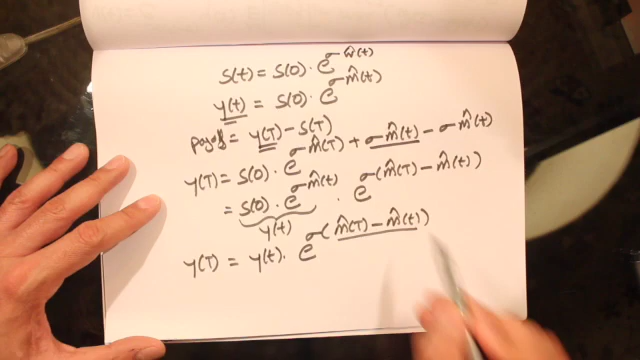 S(t) = S(0) · e^{σ Ŵ(t)}
y(t) = S(0) · e^{σ M̂(t)}
payoff = y(T) − S(T)
y(T) = S(0) · e^{σ M̂(T) + σ M̂(t) − σ M̂(t)}
= S(0) · e^{σ M̂(t)} · e^{σ(M̂(T) − M̂(t))}
y(t)
y(T) = y(t) · e^{σ(M̂(T) − M̂(t))}